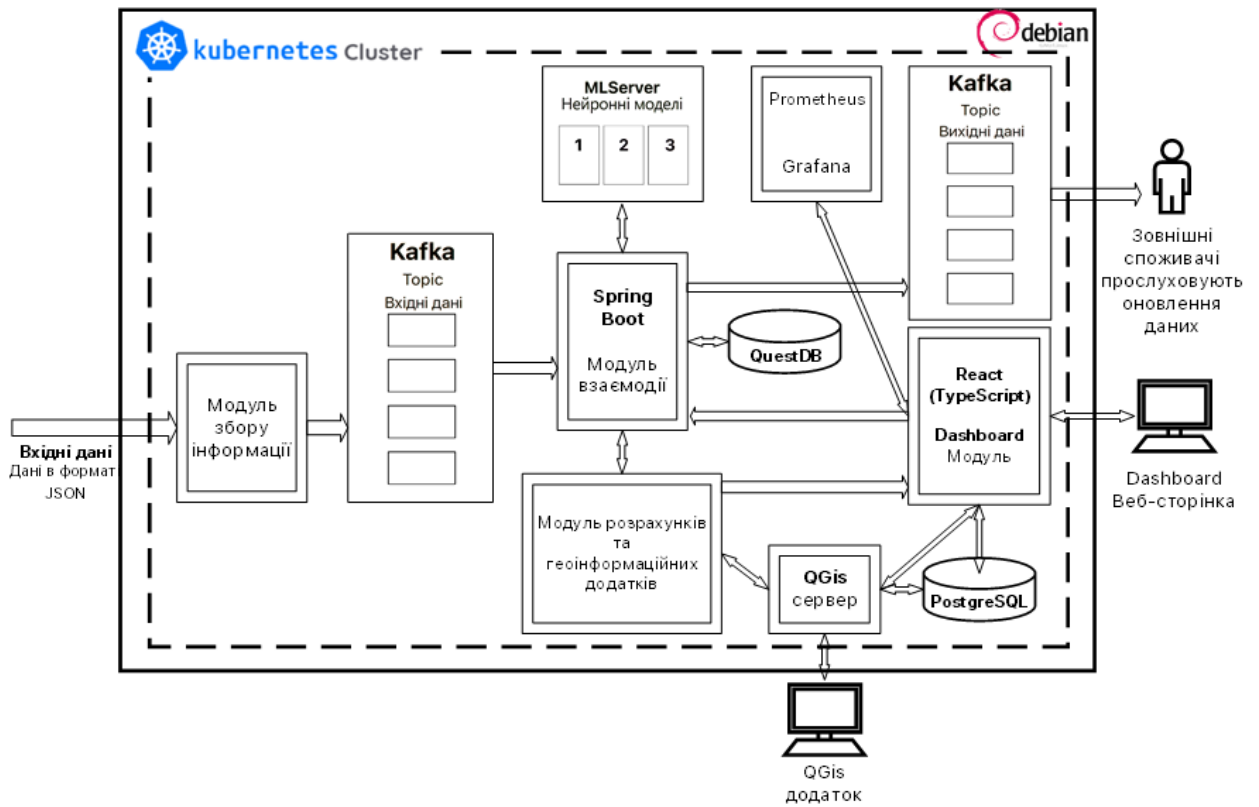 kubernetes Cluster
debian
MLServer
Нейронні моделі
1 2 3
Prometheus
Grafana
Kafka
Topic
Вихідні дані
Зовнішні
споживачі
прослуховують
оновлення
даних
Kafka
Topic
Вхідні дані
Spring
Boot
Модуль
взаємодії
QuestDB
React
(TypeScript)
Dashboard
Модуль
Dashboard
Веб-сторінка
Модуль
збору
інформації
Вхідні дані
Дані в формат
JSON
Модуль розрахунків
та
геоінформаційних
додатків
QGis
сервер
PostgreSQL
QGis
додаток